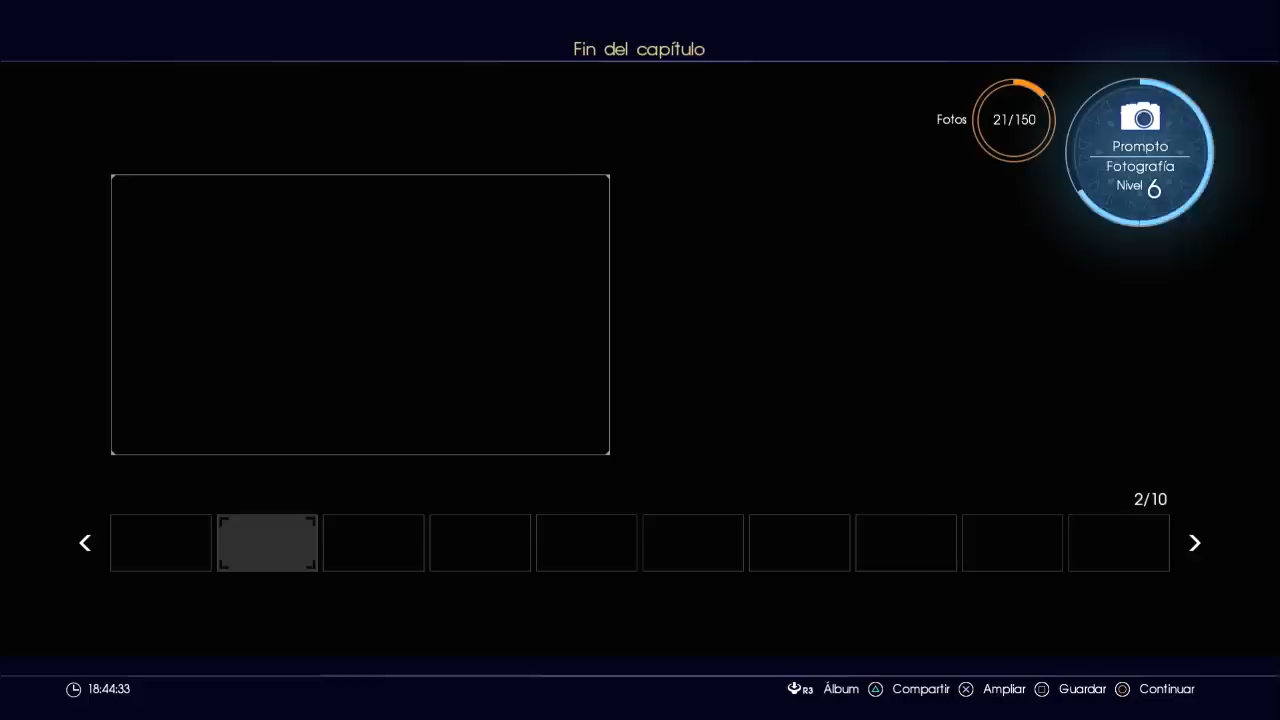 Fin del capítulo
Fotos
21/150
Prompto
Fotografía
Nivel 6
2/10
18:44:33
R3 Álbum Compartir Ampliar Guardar Continuar